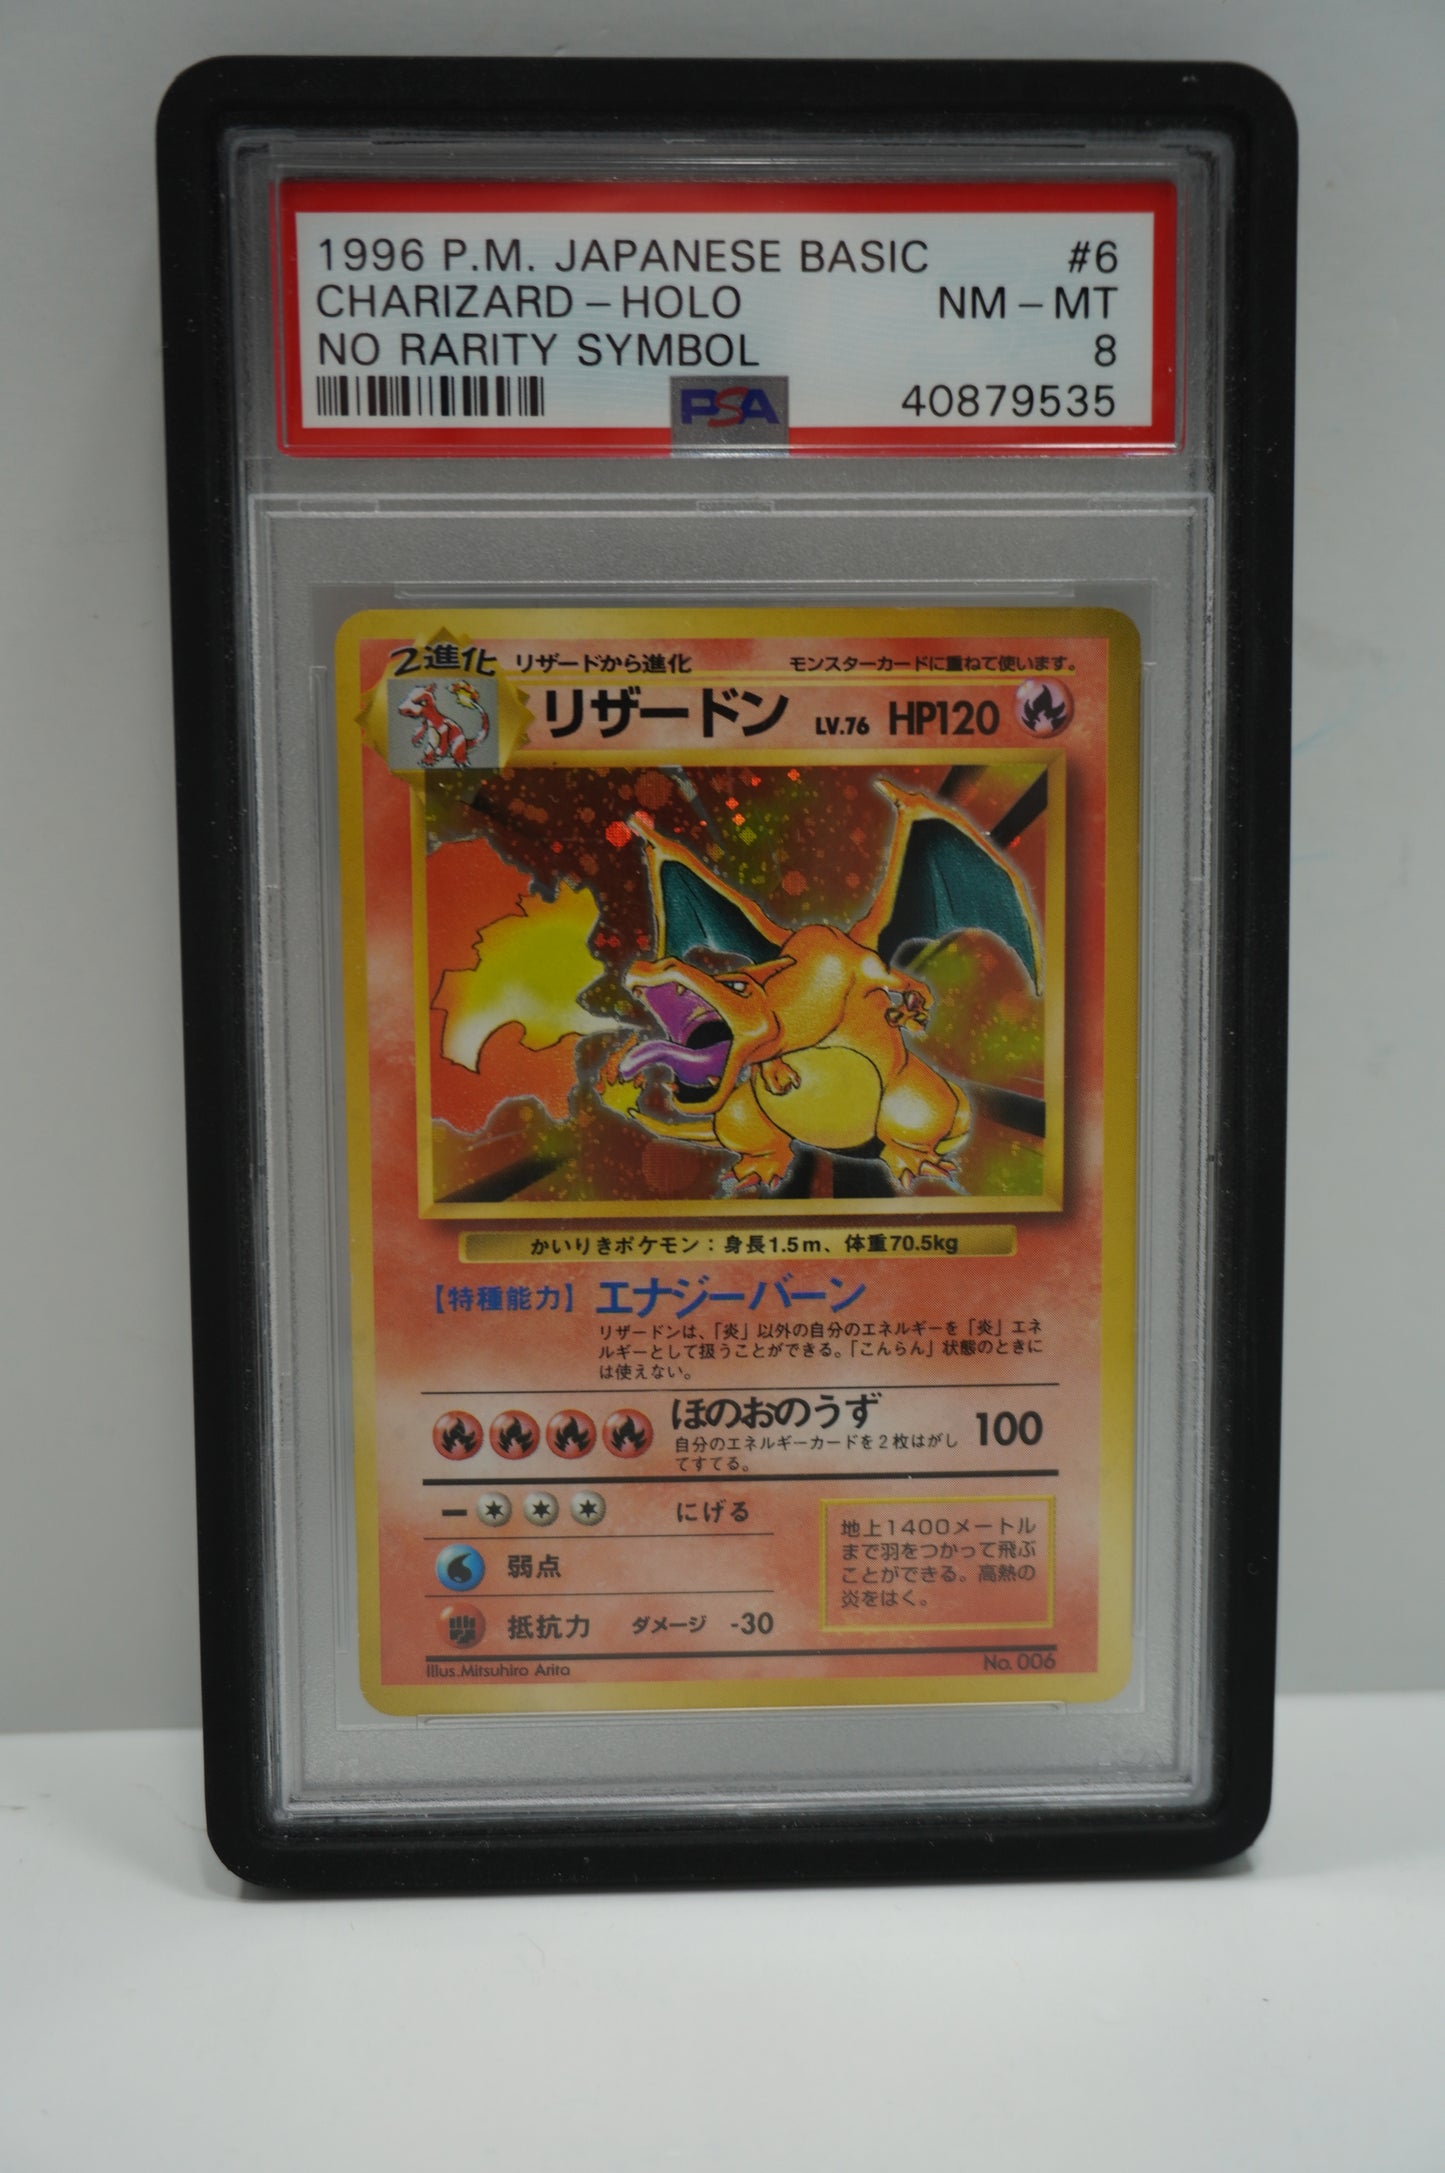 1996 P.M. JAPANESE BASIC #6
CHARIZARD – HOLO NM – MT
NO RARITY SYMBOL 8
PSA 40879535
2進化 リザードから進化 モンスターカードに重ねて使います。
リザードン LV.76 HP120
かいりきポケモン：身長1.5m、体重70.5kg
【特種能力】 エナジーバーン
リザードンは、「炎」以外の自分のエネルギーを「炎」エネ
ルギーとして扱うことができる。「こんらん」状態のときに
は使えない。
ほのおのうず 100
自分のエネルギーカードを2枚はがし
てすてる。
にげる
弱点
抵抗力 ダメージ -30
地上1400メートル
まで羽をつかって飛ぶ
ことができる。高熱の
炎をはく。
Illus.Mitsuhiro Arita No. 006